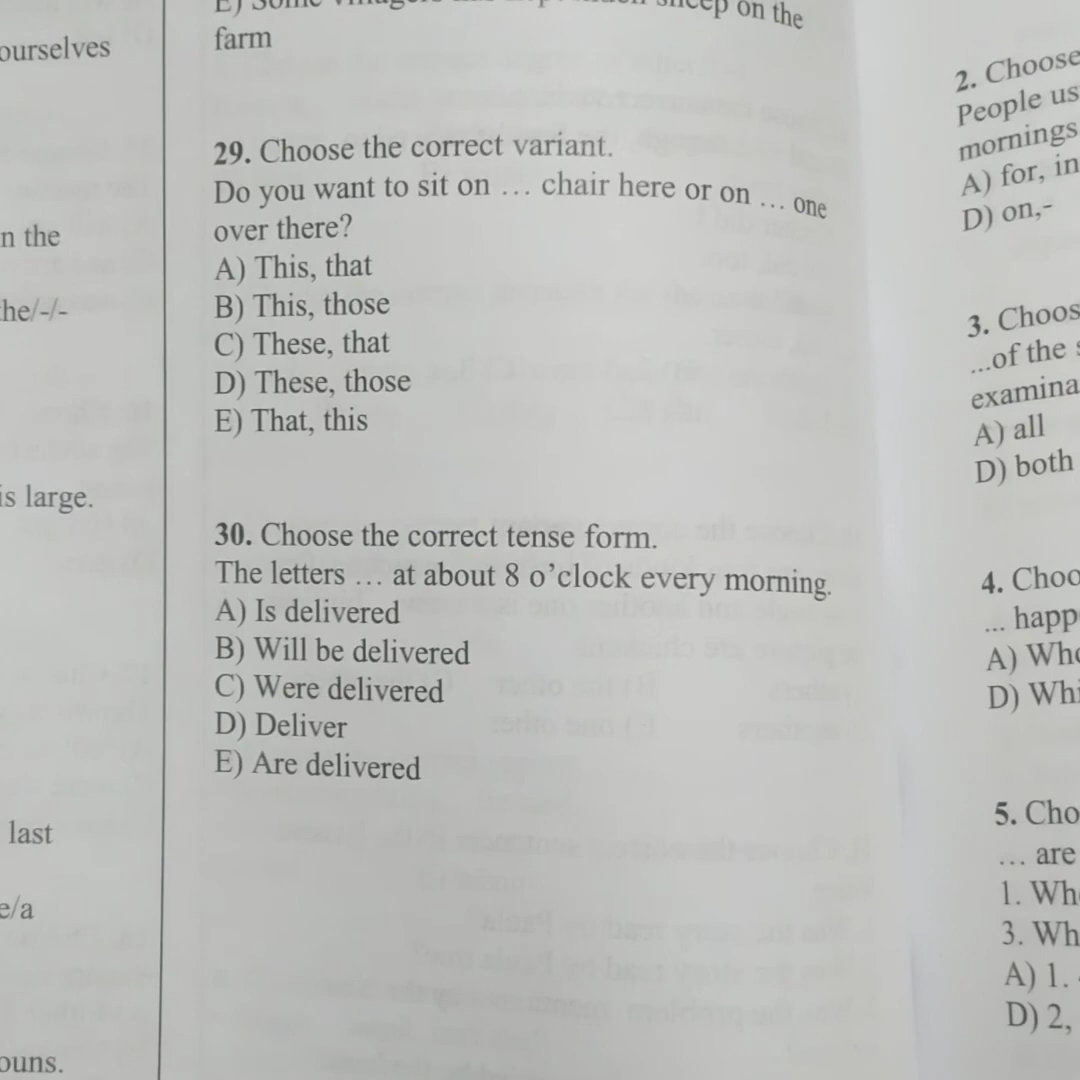 ourselves
n the
he/-/-
is large.
last
e/a
ouns.
on the
farm
29. Choose the correct variant.
Do you want to sit on ... chair here or on ... one
over there?
A) This, that
B) This, those
C) These, that
D) These, those
E) That, this
30. Choose the correct tense form.
The letters ... at about 8 o'clock every morning.
A) Is delivered
B) Will be delivered
C) Were delivered
D) Deliver
E) Are delivered
2. Choose
People us
mornings
A) for, in
D) on,-
3. Choos
...of the s
examina
A) all
D) both
4. Choo
... happ
A) Who
D) Whi
5. Cho
... are
1. Wh
3. Wh
A) 1.
D) 2,